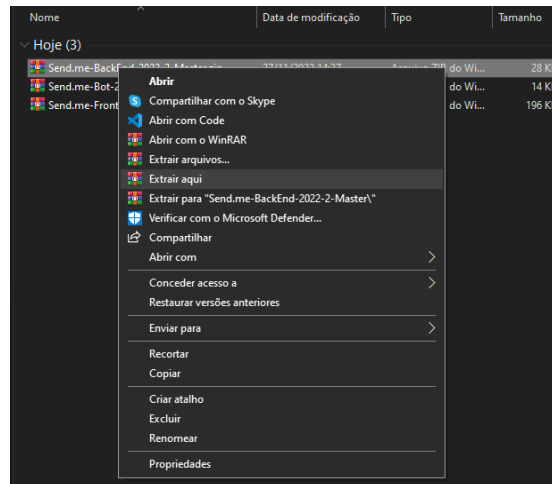 Nome Data de modificação Tipo Tamanho
Hoje (3)
Send.me-BackEnd-2022-2-Master.zip 27/11/2022 14:37 Arquivo ZIP do Wi... 28 K
Send.me-Bot-2 do Wi... 14 K
Send.me-Front do Wi... 196 K
Abrir
Compartilhar com o Skype
Abrir com Code
Abrir com o WinRAR
Extrair arquivos...
Extrair aqui
Extrair para "Send.me-BackEnd-2022-2-Master\"
Verificar com o Microsoft Defender...
Compartilhar
Abrir com
Conceder acesso a
Restaurar versões anteriores
Enviar para
Recortar
Copiar
Criar atalho
Excluir
Renomear
Propriedades